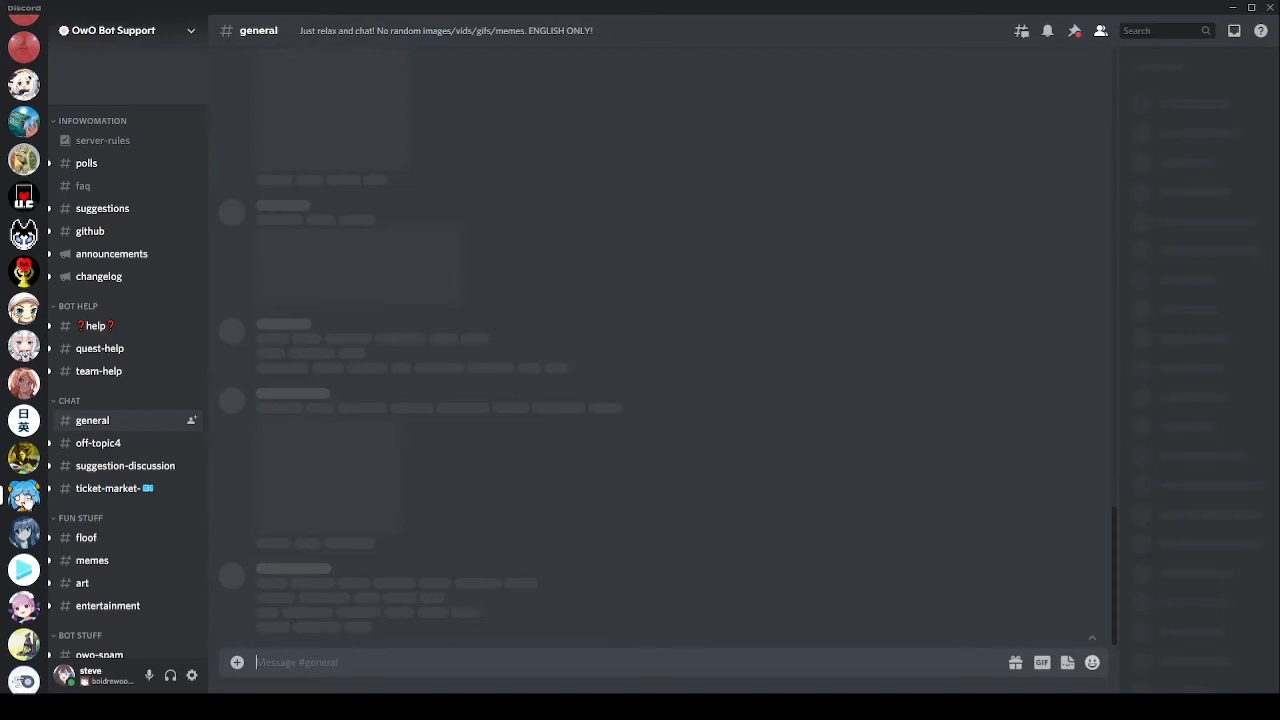 Discord
OwO Bot Support
# general
Just relax and chat! No random images/vids/gifs/memes. ENGLISH ONLY!
Search
INFOWOMATION
server-rules
# polls
# faq
# suggestions
# github
announcements
changelog
BOT HELP
# ❓help❓
# quest-help
# team-help
CHAT
# general
# off-topic4
# suggestion-discussion
# ticket-market-🎟
FUN STUFF
# floof
# memes
# art
# entertainment
BOT STUFF
# owo-spam
U.C
日
英
steve
boldrewoo...
Message #general
GIF